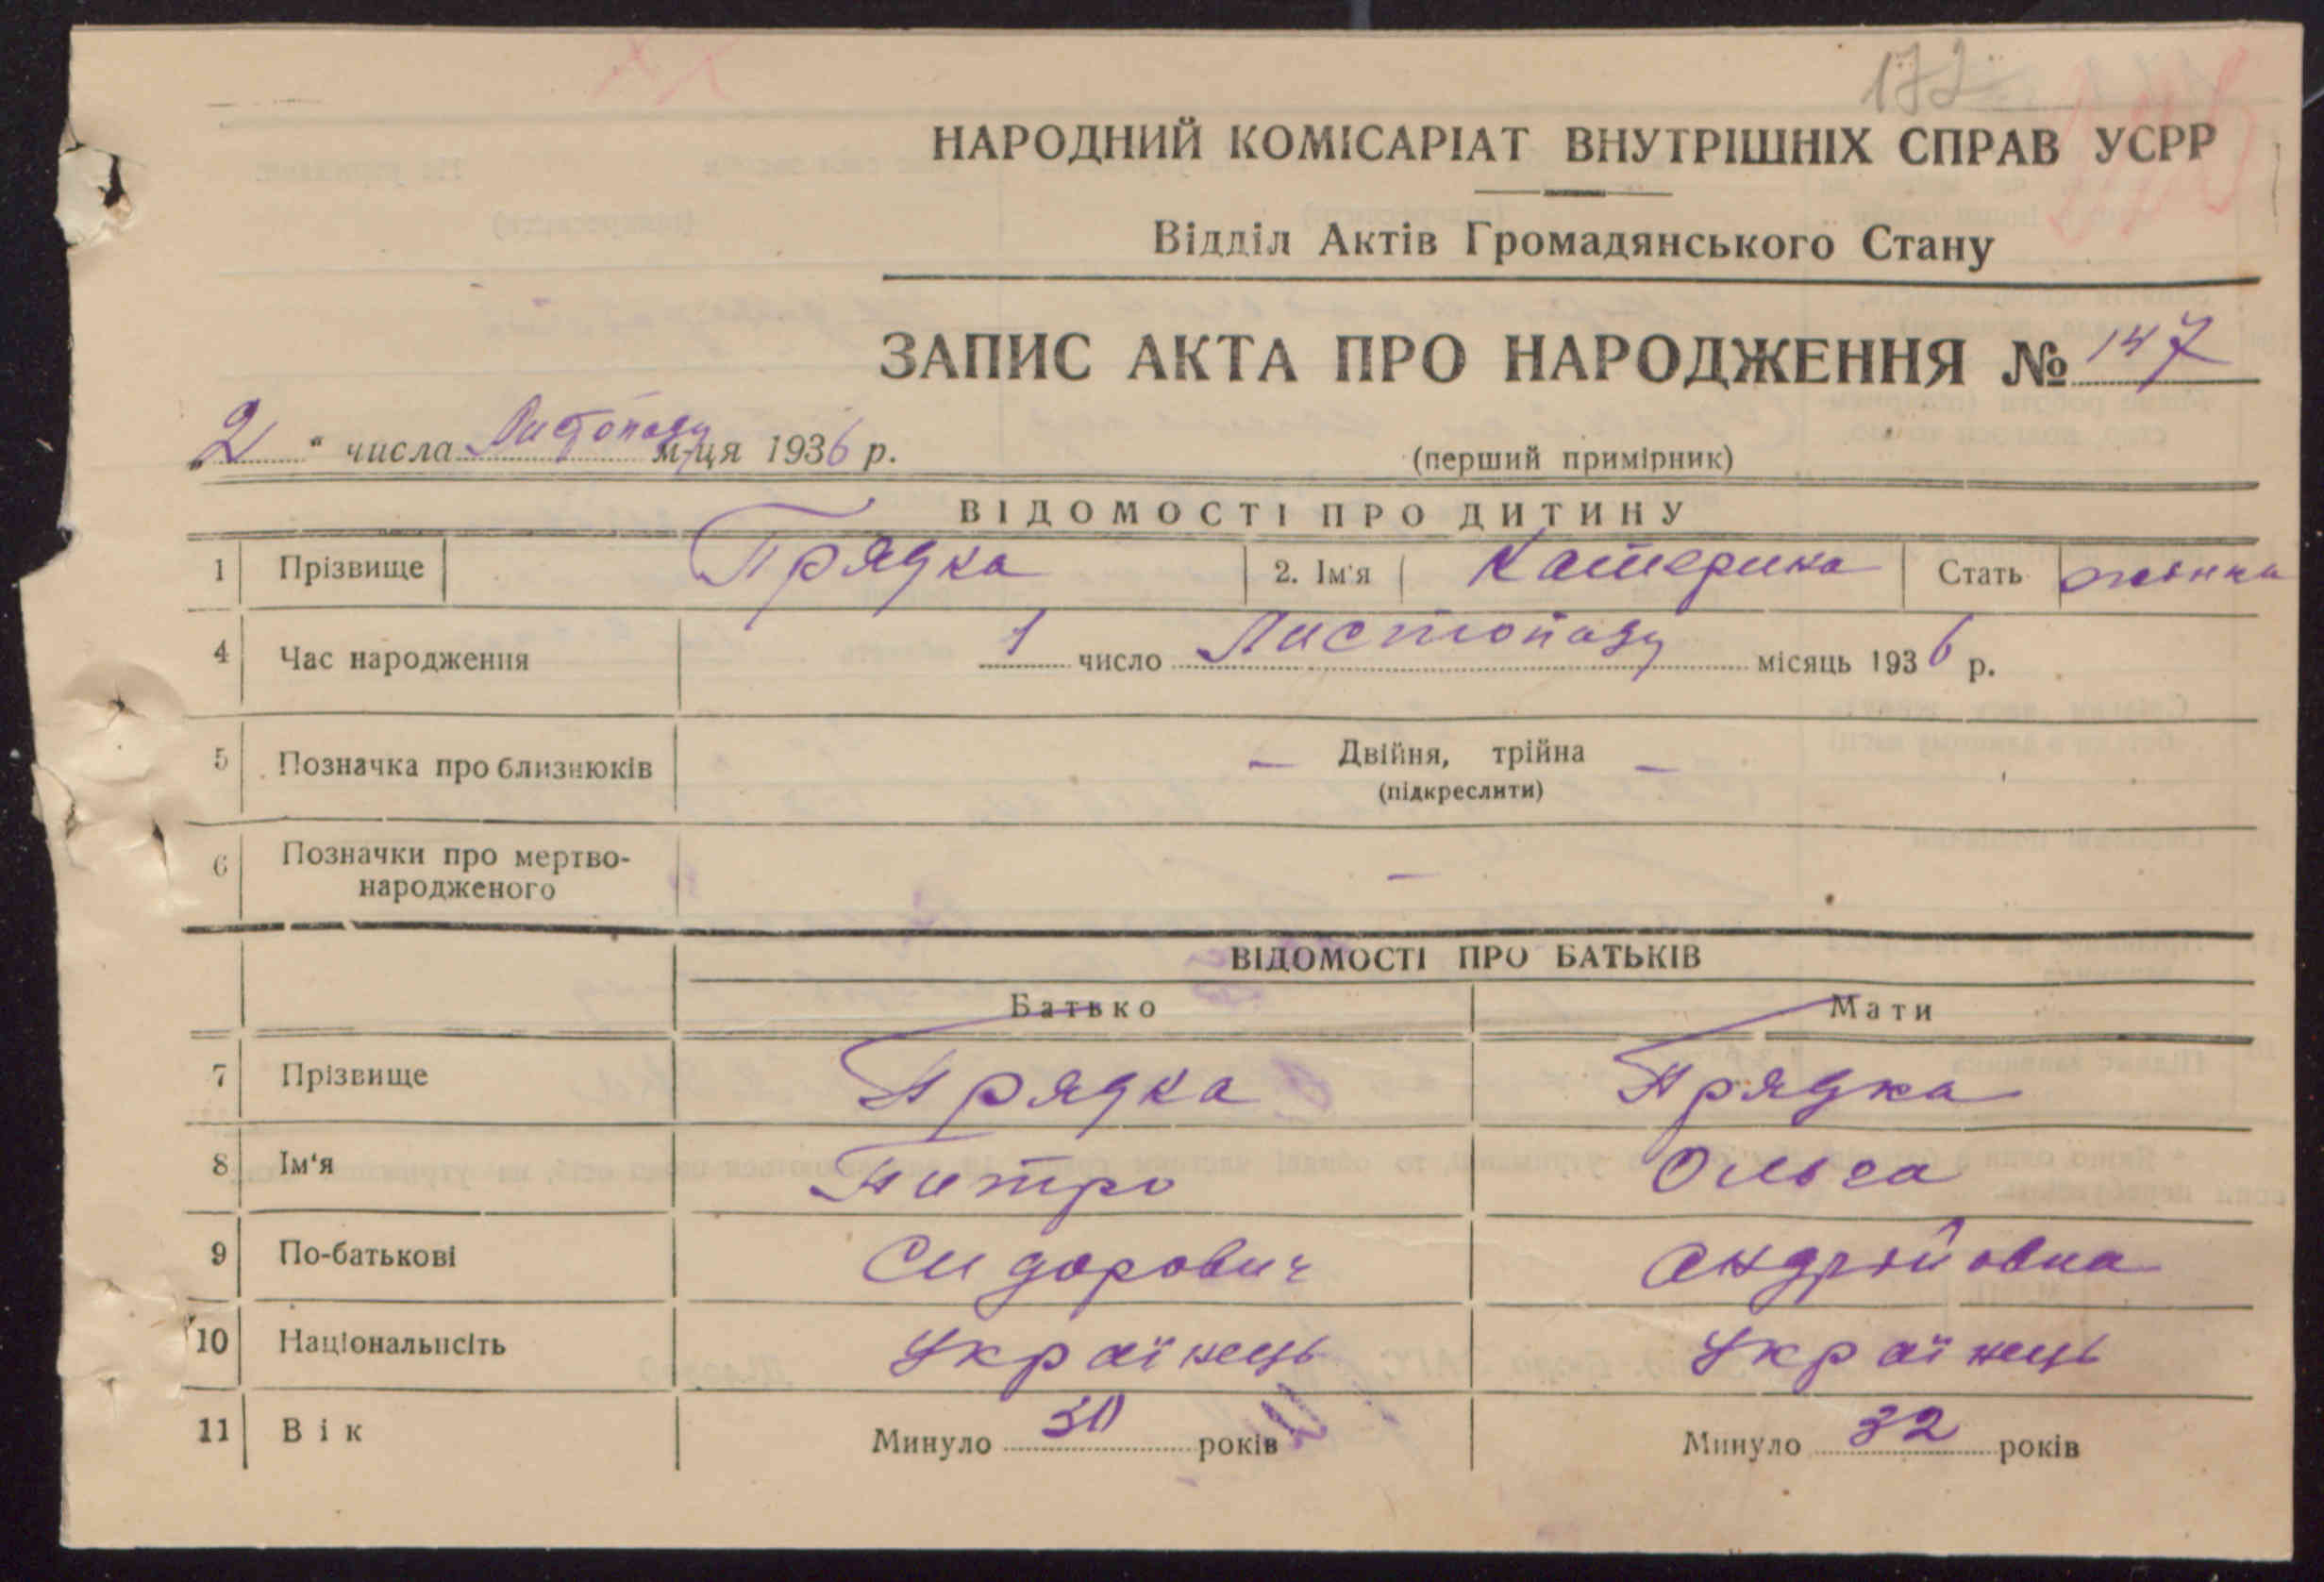 172
НАРОДНИЙ КОМІСАРІАТ ВНУТРІШНІХ СПРАВ УСРР
Відділ Актів Громадянського Стану
ЗАПИС АКТА ПРО НАРОДЖЕННЯ № 147
„2“ числа Листопаду м-ця 1936 р.
(перший примірник)
ВІДОМОСТІ ПРО ДИТИНУ
1 Прізвище Прядка 2. Ім'я Катерина Стать жінка
4 Час народження 1 число Листопаду місяць 1936 р.
5 Позначка про близнюків — Двійня, трійна —
(підкреслити)
6 Позначки про мертво-
народженого —
ВІДОМОСТІ ПРО БАТЬКІВ
Батько Мати
7 Прізвище Прядка Прядка
8 Ім'я Питро Ольга
9 По-батькові Сидорович Андрійовна
10 Національнсіть Українець Українець
11 Вік Минуло 30 років Минуло 32 років